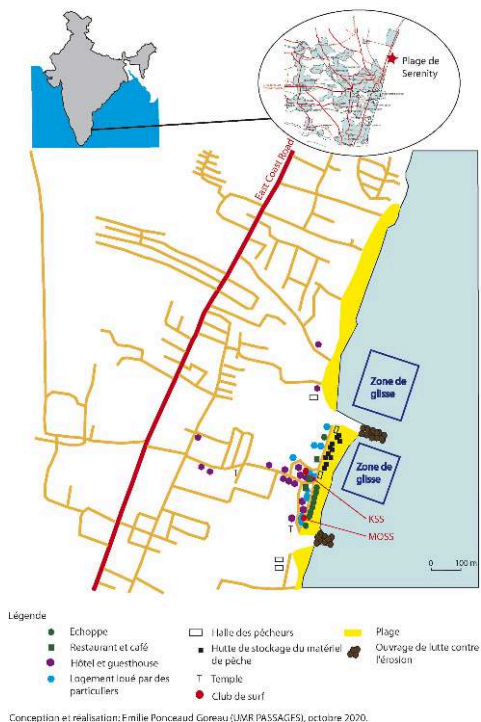 Plage de
Serenity
East Coast Road
Zone de
glisse
Zone de
glisse
KSS
MOSS
T
T
0 100 m
Légende
Echoppe
Restaurant et café
Hôtel et guesthouse
Logement loué par des
particuliers
Halle des pêcheurs
Hutte de stockage du matériel
de pêche
T Temple
Club de surf
Plage
Ouvrage de lutte contre
l'érosion
Conception et réalisation: Emilie Ponceaud Goreau (UMR PASSAGES), octobre 2020.